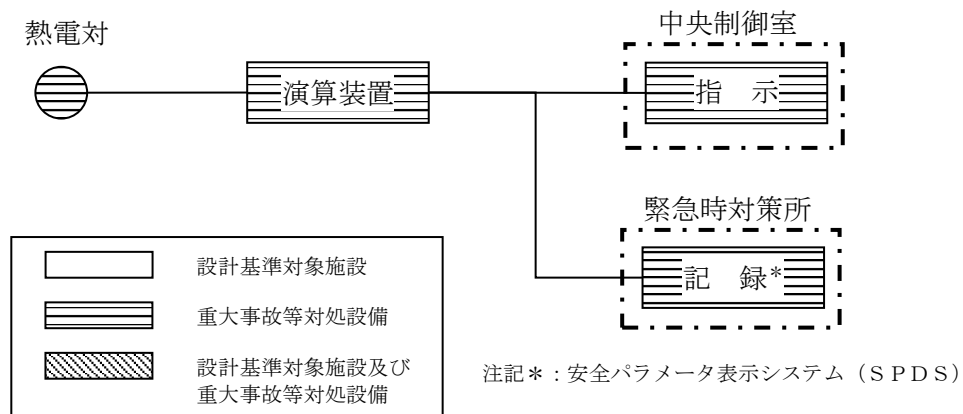 熱電対
中央制御室
演算装置
指　示
緊急時対策所
記　録*
設計基準対象施設
重大事故等対処設備
設計基準対象施設及び
重大事故等対処設備
注記＊：安全パラメータ表示システム（ＳＰＤＳ）